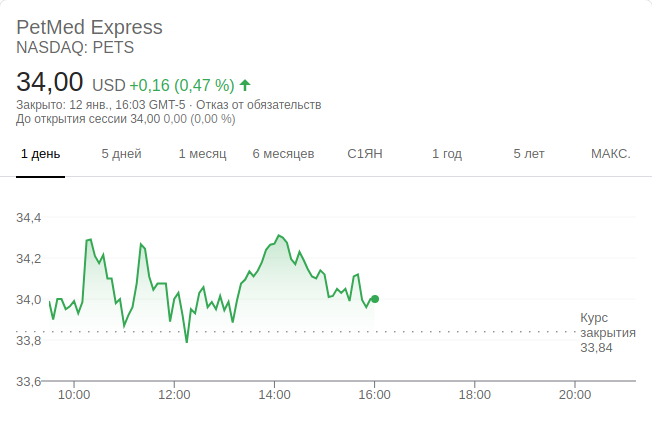 PetMed Express
NASDAQ: PETS
34,00 USD +0,16 (0,47 %)
Закрыто: 12 янв., 16:03 GMT-5 · Отказ от обязательств
До открытия сессии 34,00 0,00 (0,00 %)
1 день 5 дней 1 месяц 6 месяцев С1ЯН 1 год 5 лет МАКС.
34,4
34,2
34,0
33,8
33,6
Курс
закрытия
33,84
10:00 12:00 14:00 16:00 18:00 20:00